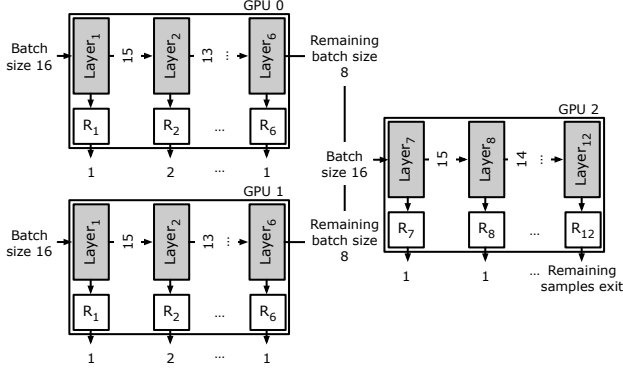 GPU 0
Batch
size 16
Layer1
15
Layer2
13
...
Layer6
Remaining
batch size
8
R1
R2
...
R6
1
2
...
1
GPU 1
Batch
size 16
Layer1
15
Layer2
13
...
Layer6
Remaining
batch size
8
R1
R2
...
R6
1
2
...
1
GPU 2
Batch
size 16
Layer7
15
Layer8
14
...
Layer12
R7
R8
...
R12
1
1
... Remaining
samples exit